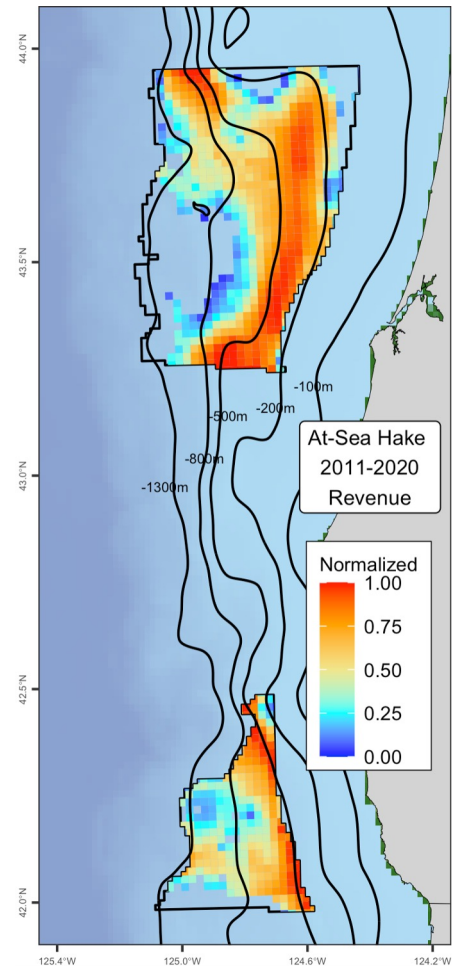 44.0°N
43.5°N
-100m
-200m
-500m
-800m
-1300m
At-Sea Hake
2011-2020
Revenue
43.0°N
Normalized
1.00
0.75
0.50
0.25
0.00
42.5°N
42.0°N
125.4°W
125.0°W
124.6°W
124.2°W